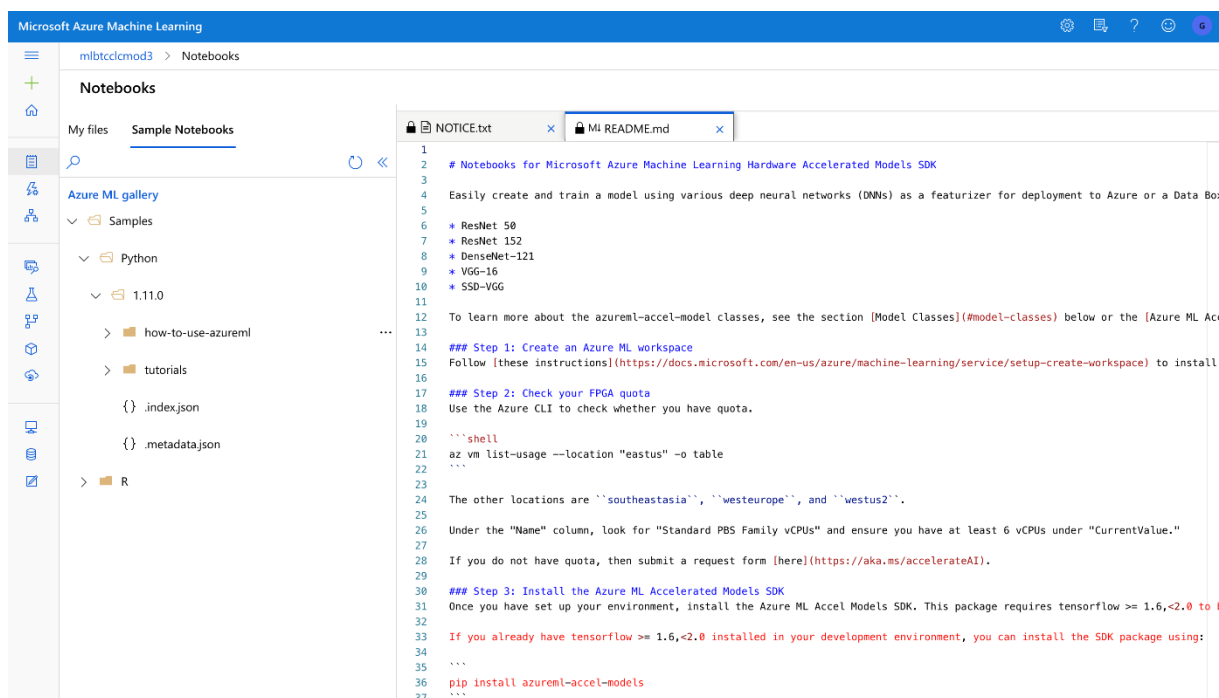 Microsoft Azure Machine Learning
G
mlbtcclcmod3 > Notebooks
Notebooks
My files Sample Notebooks
Azure ML gallery
Samples
Python
1.11.0
how-to-use-azureml
tutorials
{} .index.json
{} .metadata.json
R
NOTICE.txt × M↓ README.md ×
1
2 # Notebooks for Microsoft Azure Machine Learning Hardware Accelerated Models SDK
3
4 Easily create and train a model using various deep neural networks (DNNs) as a featurizer for deployment to Azure or a Data Box
5
6 * ResNet 50
7 * ResNet 152
8 * DenseNet-121
9 * VGG-16
10 * SSD-VGG
11
12 To learn more about the azureml-accel-model classes, see the section [Model Classes](#model-classes) below or the [Azure ML Acc
13
14 ### Step 1: Create an Azure ML workspace
15 Follow [these instructions](https://docs.microsoft.com/en-us/azure/machine-learning/service/setup-create-workspace) to install
16
17 ### Step 2: Check your FPGA quota
18 Use the Azure CLI to check whether you have quota.
19
20 ```shell
21 az vm list-usage --location "eastus" -o table
22 ```
23
24 The other locations are ``southeastasia``, ``westeurope``, and ``westus2``.
25
26 Under the "Name" column, look for "Standard PBS Family vCPUs" and ensure you have at least 6 vCPUs under "CurrentValue."
27
28 If you do not have quota, then submit a request form [here](https://aka.ms/accelerateAI).
29
30 ### Step 3: Install the Azure ML Accelerated Models SDK
31 Once you have set up your environment, install the Azure ML Accel Models SDK. This package requires tensorflow >= 1.6,<2.0 to
32
33 If you already have tensorflow >= 1.6,<2.0 installed in your development environment, you can install the SDK package using:
34
35 ```
36 pip install azureml-accel-models
37 ```